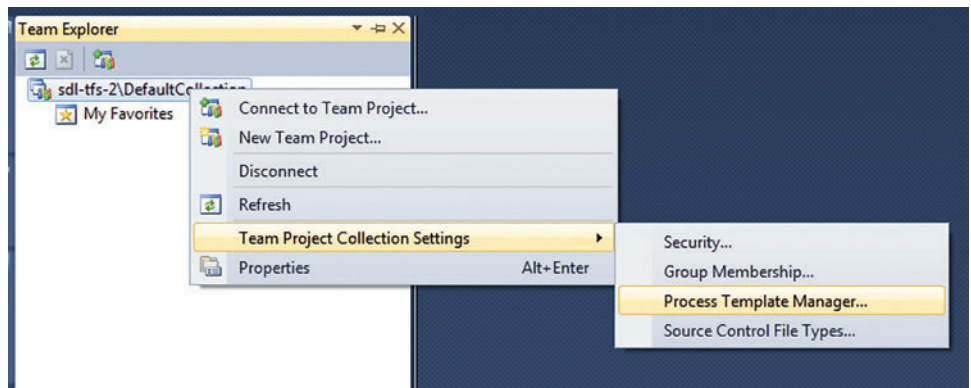 Team Explorer
sdl-tfs-2\DefaultCollection
My Favorites
Connect to Team Project...
New Team Project...
Disconnect
Refresh
Team Project Collection Settings
Properties Alt+Enter
Security...
Group Membership...
Process Template Manager...
Source Control File Types...